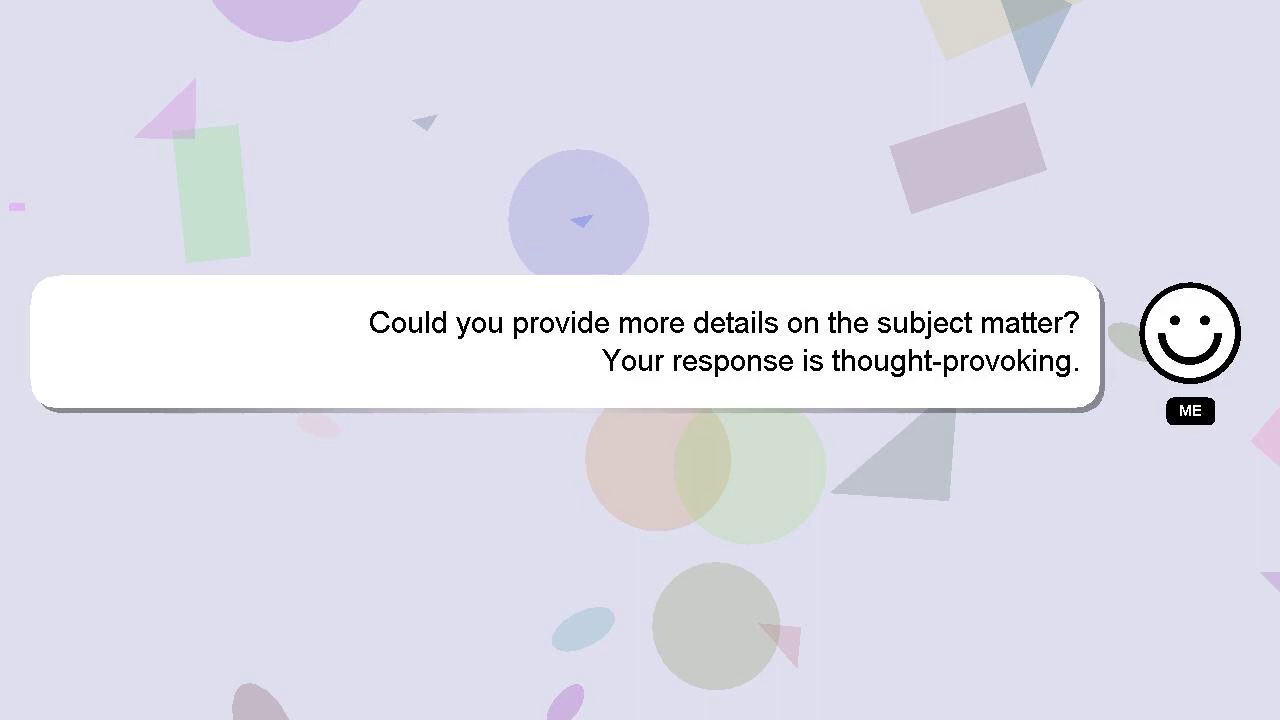 Could you provide more details on the subject matter?
Your response is thought-provoking.
ME